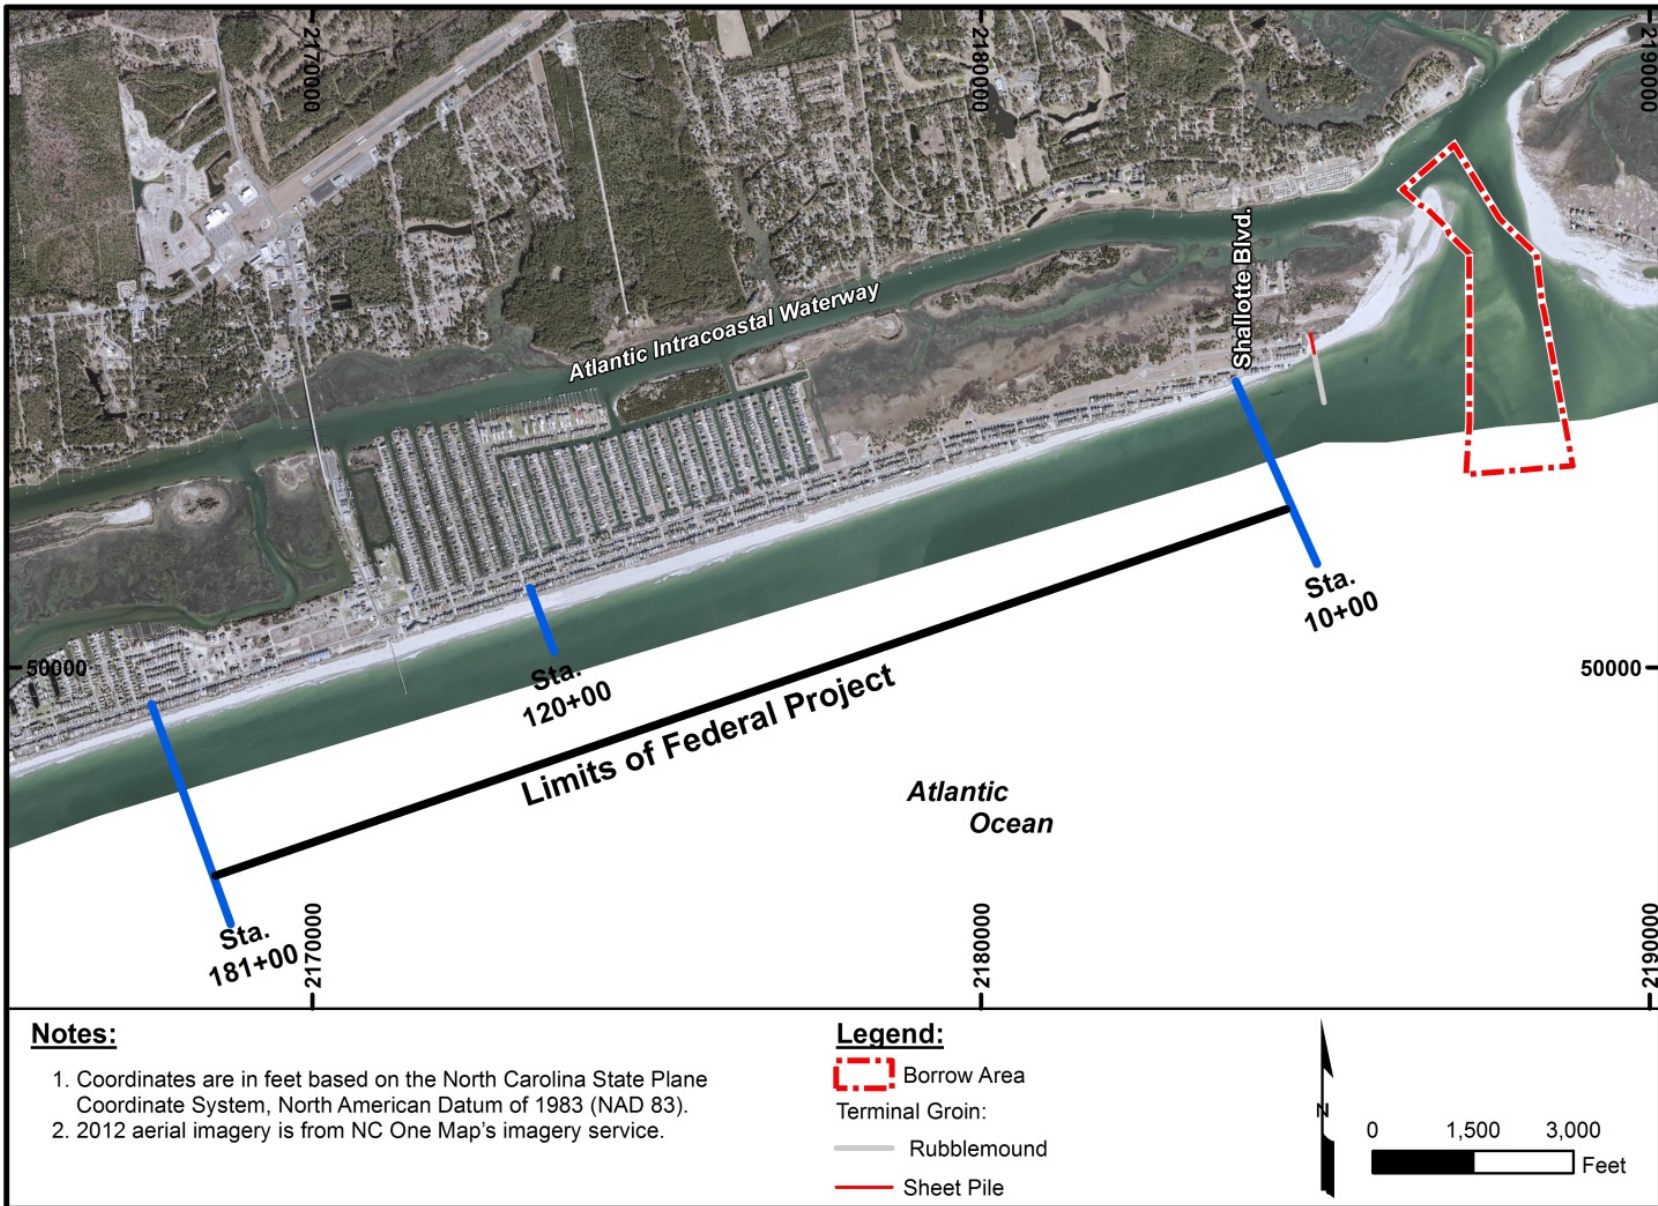 2170000
2180000
2190000
Shallotte Blvd.
Atlantic Intracoastal Waterway
50000
50000
Sta.
10+00
Sta.
120+00
Limits of Federal Project
Atlantic
Ocean
Sta.
181+00
2170000
2180000
2190000
Notes:
1. Coordinates are in feet based on the North Carolina State Plane
Coordinate System, North American Datum of 1983 (NAD 83).
2. 2012 aerial imagery is from NC One Map's imagery service.
Legend:
Borrow Area
Terminal Groin:
Rubblemound
Sheet Pile
N
0 1,500 3,000
Feet